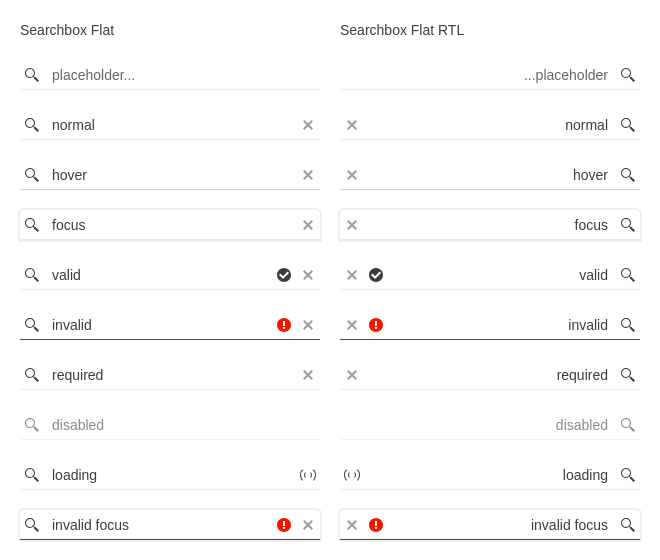 Searchbox Flat
placeholder...
normal
hover
focus
valid
invalid
required
disabled
loading
invalid focus
Searchbox Flat RTL
...placeholder
normal
hover
focus
valid
invalid
required
disabled
loading
invalid focus